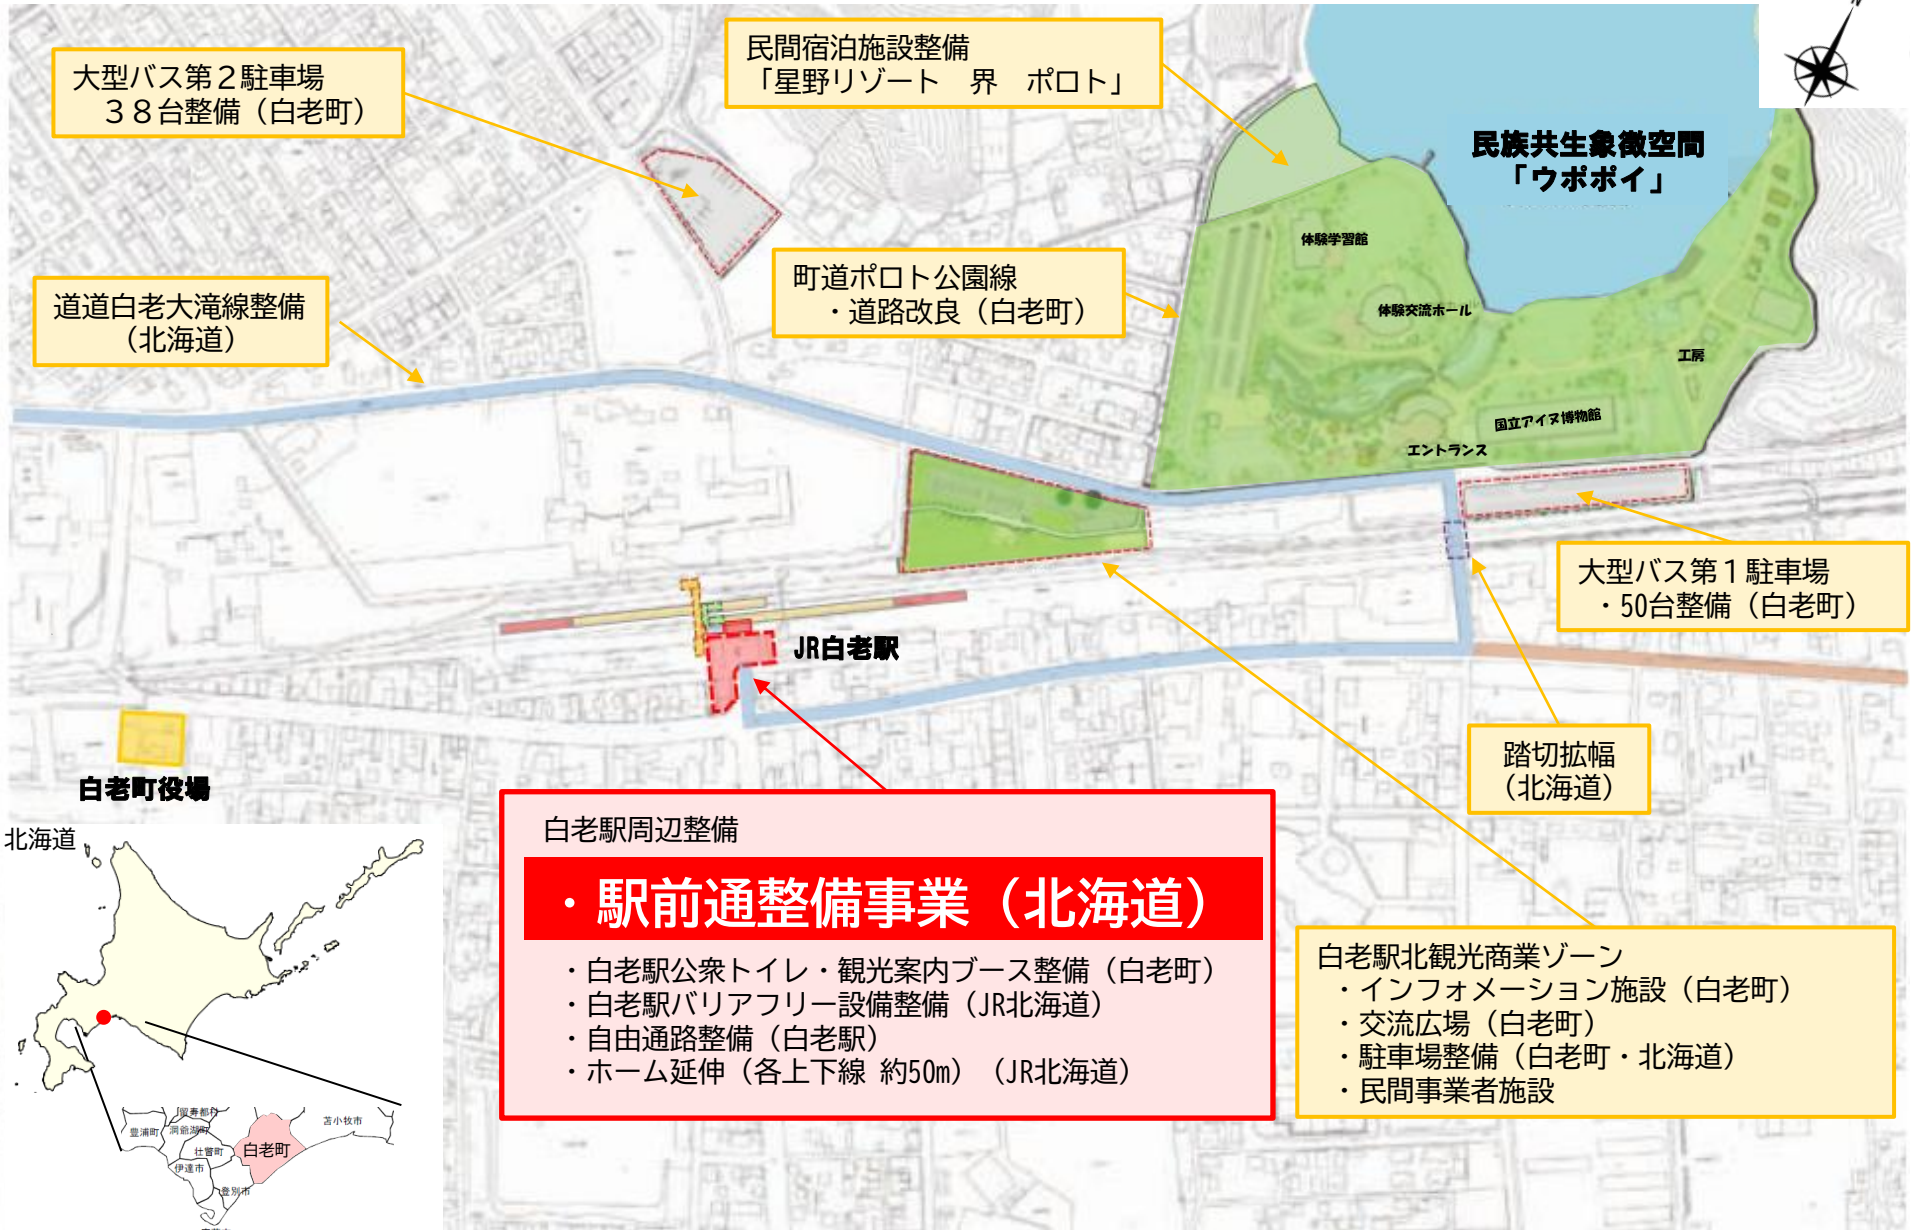 N
大型バス第２駐車場
３８台整備（白老町）
民間宿泊施設整備
「星野リゾート　界　ポロト」
民族共生象徴空間
「ウポポイ」
体験学習館
町道ポロト公園線
・道路改良（白老町）
道道白老大滝線整備
（北海道）
体験交流ホール
工房
国立アイヌ博物館
エントランス
大型バス第１駐車場
・50台整備（白老町）
JR白老駅
踏切拡幅
（北海道）
白老町役場
白老駅周辺整備
・駅前通整備事業（北海道）
・白老駅公衆トイレ・観光案内ブース整備（白老町）
・白老駅バリアフリー設備整備（JR北海道）
・自由通路整備（白老駅）
・ホーム延伸（各上下線 約50m）（JR北海道）
白老駅北観光商業ゾーン
・インフォメーション施設（白老町）
・交流広場（白老町）
・駐車場整備（白老町・北海道）
・民間事業者施設
北海道
留寿都村
豊浦町
洞爺湖町
壮瞥町
白老町
苫小牧市
伊達市
登別市